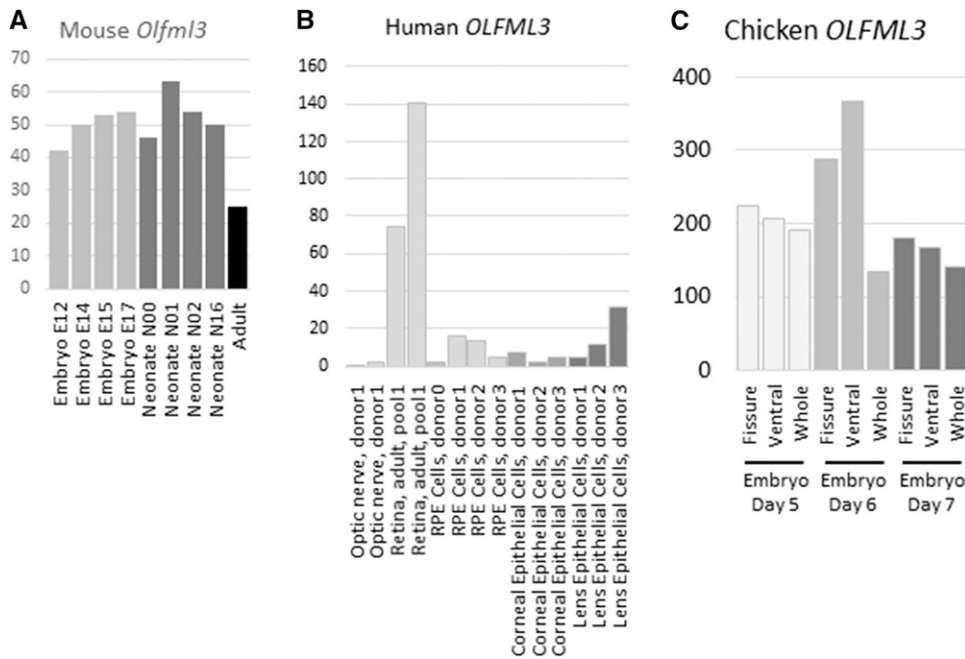 A
Mouse Olfml3
70
60
50
40
30
20
10
0
Embryo E12
Embryo E14
Embryo E15
Embryo E17
Neonate N00
Neonate N01
Neonate N02
Neonate N16
Adult
B
Human OLFML3
160
140
120
100
80
60
40
20
0
Optic nerve, donor1
Optic nerve, donor1
Retina, adult, pool1
Retina, adult, pool1
RPE Cells, donor0
RPE Cells, donor1
RPE Cells, donor2
RPE Cells, donor3
Corneal Epithelial Cells, donor1
Corneal Epithelial Cells, donor2
Corneal Epithelial Cells, donor3
Lens Epithelial Cells, donor1
Lens Epithelial Cells, donor2
Lens Epithelial Cells, donor3
C
Chicken OLFML3
400
300
200
100
0
Fissure
Ventral
Whole
Fissure
Ventral
Whole
Fissure
Ventral
Whole
Embryo
Day 5
Embryo
Day 6
Embryo
Day 7